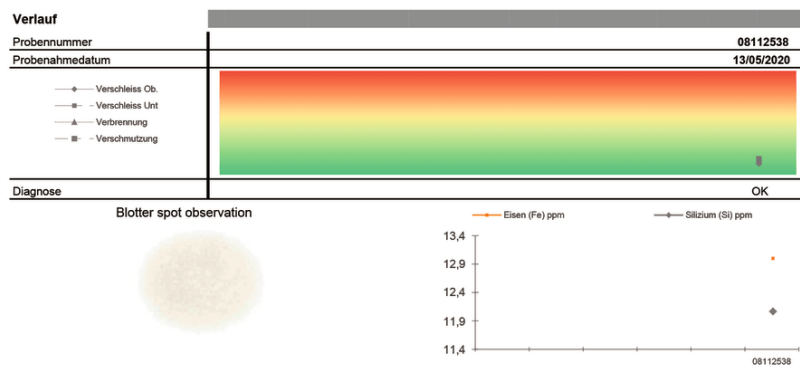 Verlauf
Probennummer 08112538
Probenahmedatum 13/05/2020
Verschleiss Ob.
Verschleiss Unt
Verbrennung
Verschmutzung
Diagnose OK
Blotter spot observation
Eisen (Fe) ppm Silizium (Si) ppm
13,4
12,9
12,4
11,9
11,4
08112538